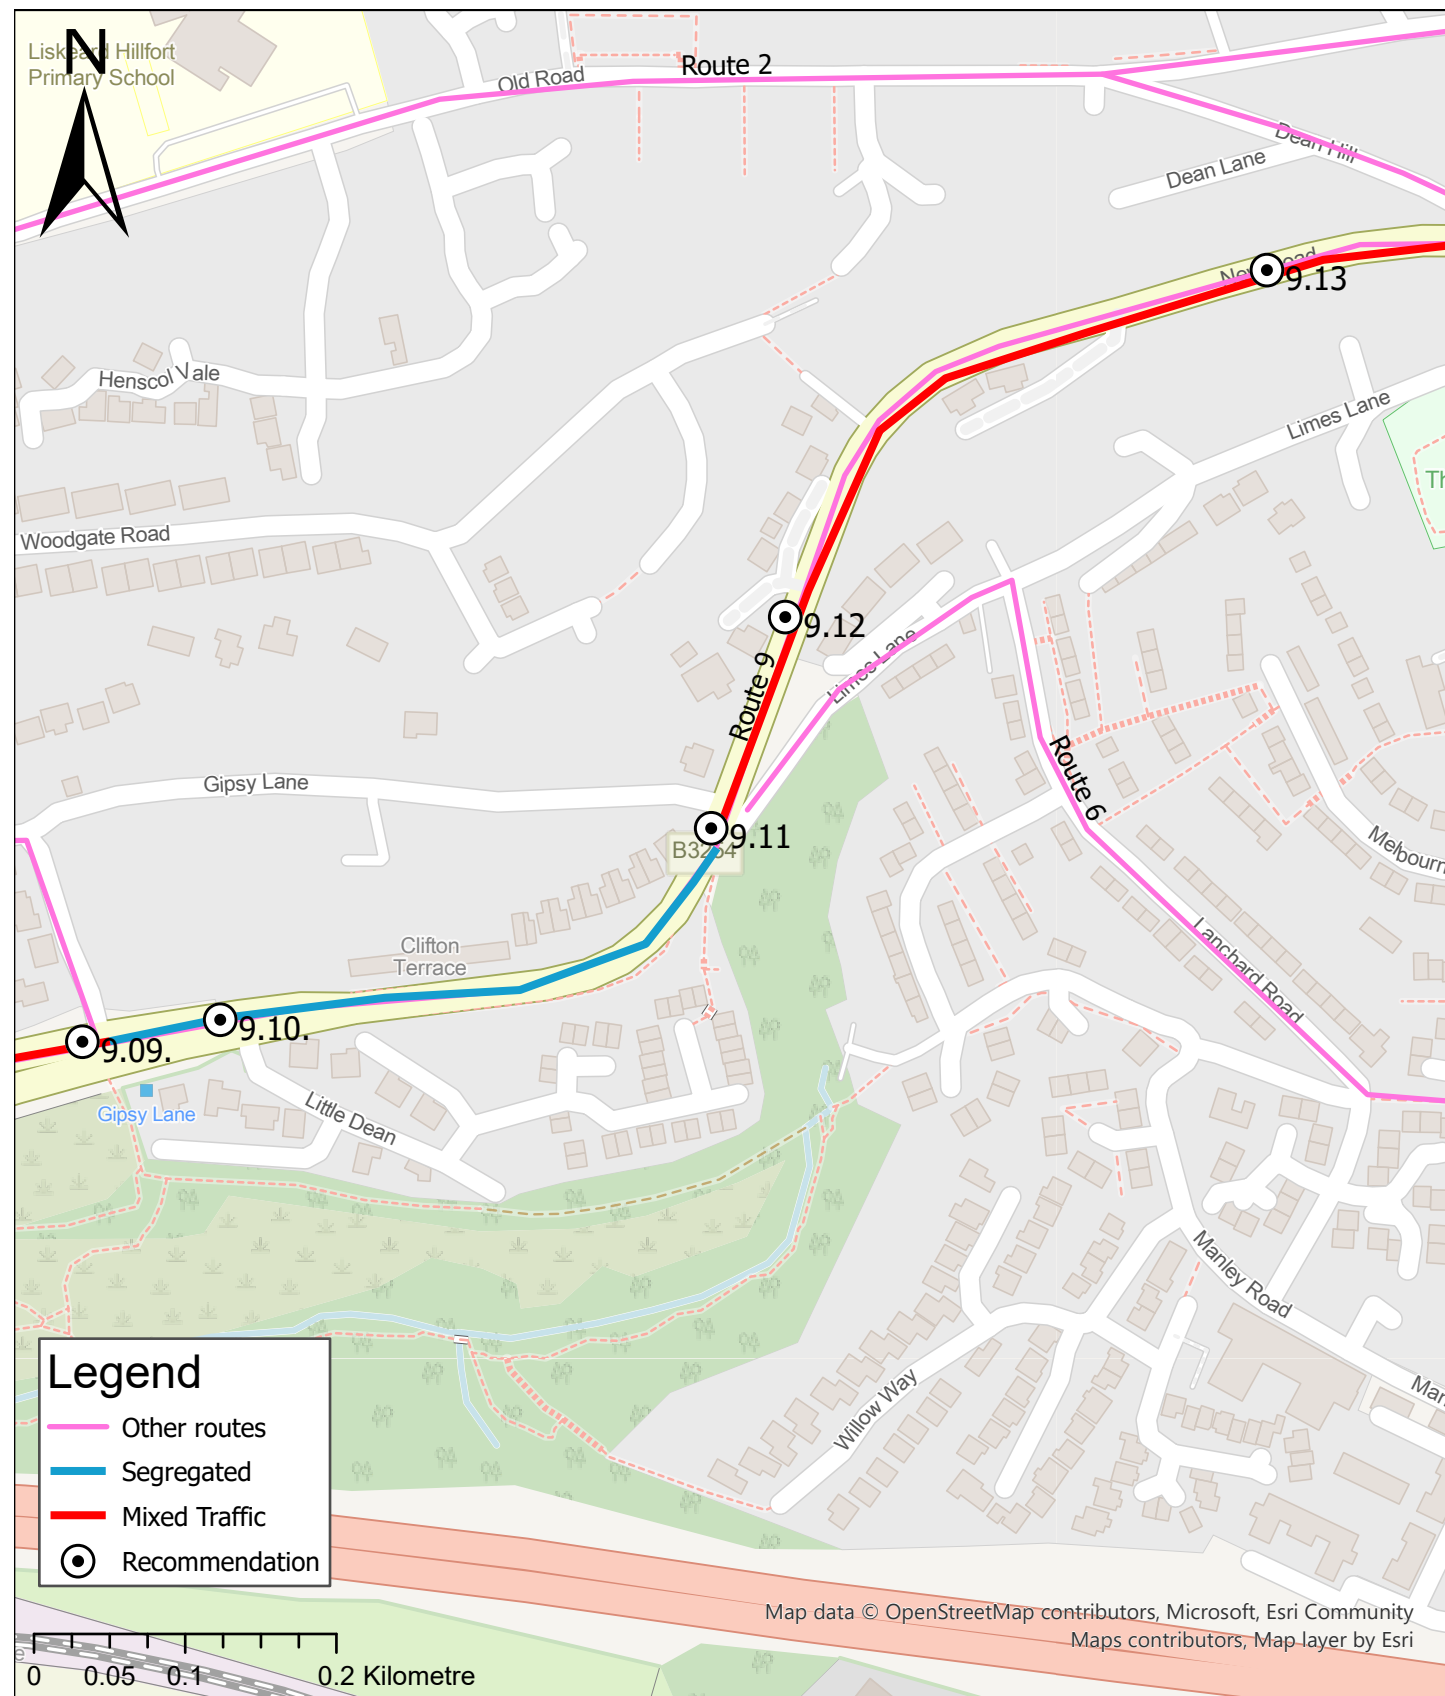 Liskeard Hillfort
Primary School
N
Old Road
Route 2
Dean Hill
Dean Lane
New Road
9.13
Henscol Vale
Limes Lane
Th
Woodgate Road
9.12
Limes Lane
Route 9
Route 6
Gipsy Lane
9.11
B3254
Melbourn
Clifton
Terrace
Lanchard Road
9.10.
9.09.
Gipsy Lane
Little Dean
Manley Road
Willow Way
Man
Legend
Other routes
Segregated
Mixed Traffic
Recommendation
Map data © OpenStreetMap contributors, Microsoft, Esri Community
Maps contributors, Map layer by Esri
0 0.05 0.1 0.2 Kilometre